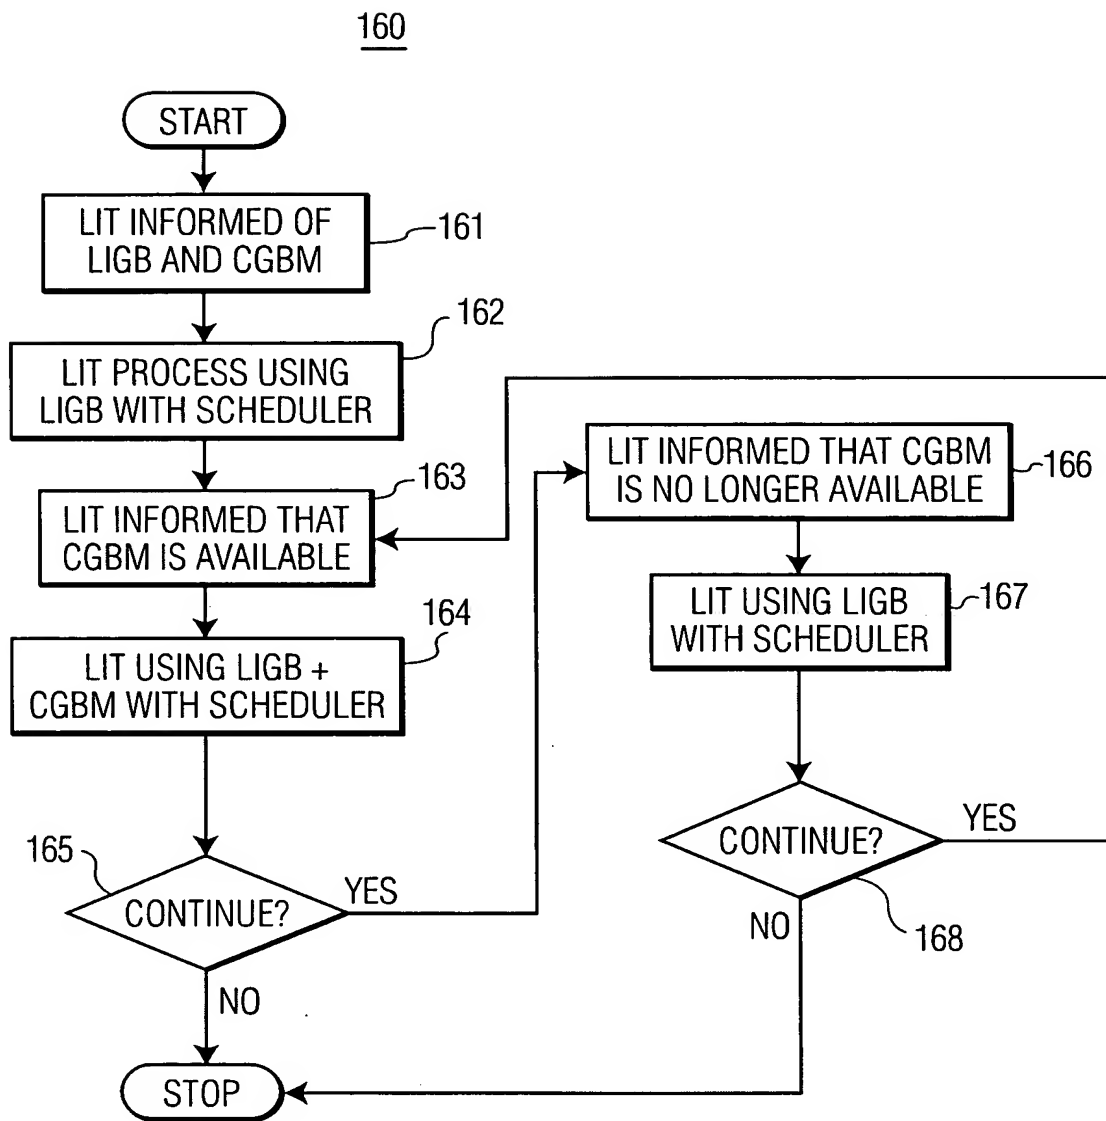 160
START
LIT INFORMED OF
LIGB AND CGBM
161
LIT PROCESS USING
LIGB WITH SCHEDULER
162
LIT INFORMED THAT
CGBM IS AVAILABLE
163
LIT USING LIGB +
CGBM WITH SCHEDULER
164
CONTINUE?
165
YES
NO
STOP
LIT INFORMED THAT CGBM
IS NO LONGER AVAILABLE
166
LIT USING LIGB
WITH SCHEDULER
167
CONTINUE?
YES
NO
168